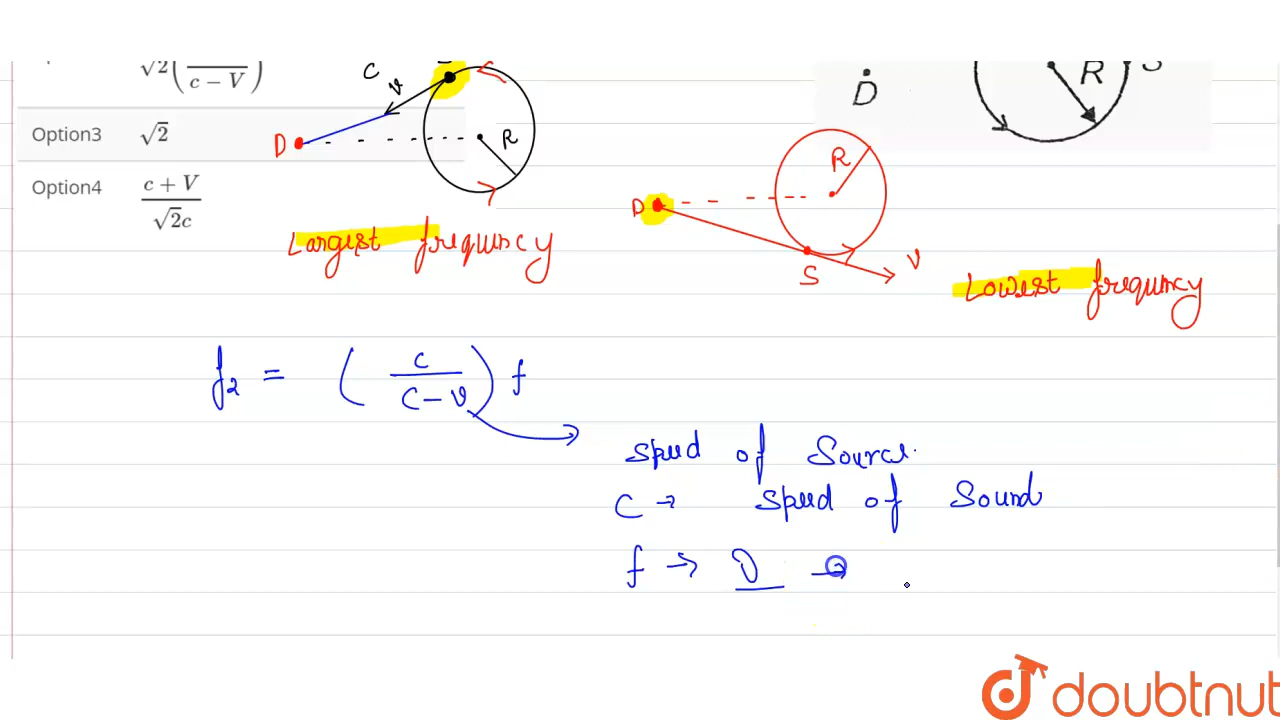 √2(/c − V)
Option3 √2
Option4 c + V/√2c
C
v
D
R
Largest frequency
D
R
D
R
S
v
Lowest frequency
f₂ = (c/c−v) f
Speed of Source.
C → Speed of Sound
f → ν →
doubtnut